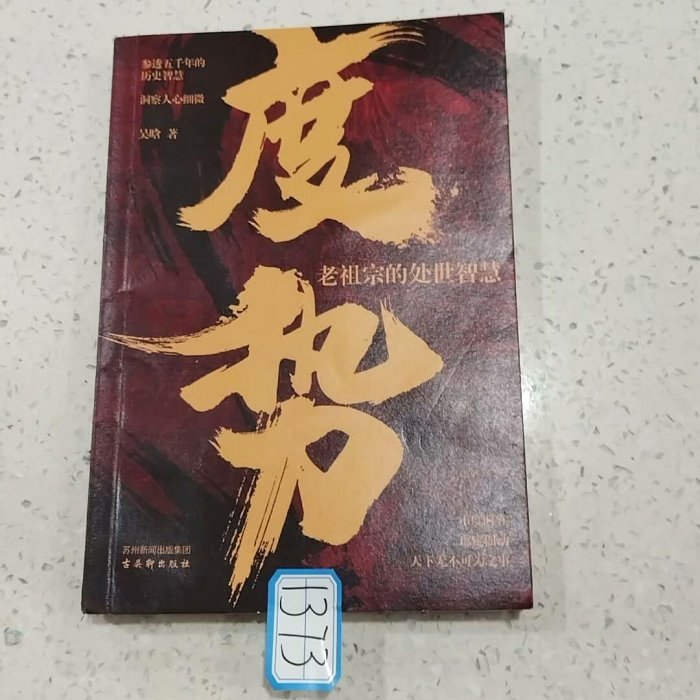 参透五千年的
历史智慧
洞察人心细微
吴晗 著
度势
老祖宗的处世智慧
天下无不可为之事
苏州新闻出版集团
古吴轩出版社
1373